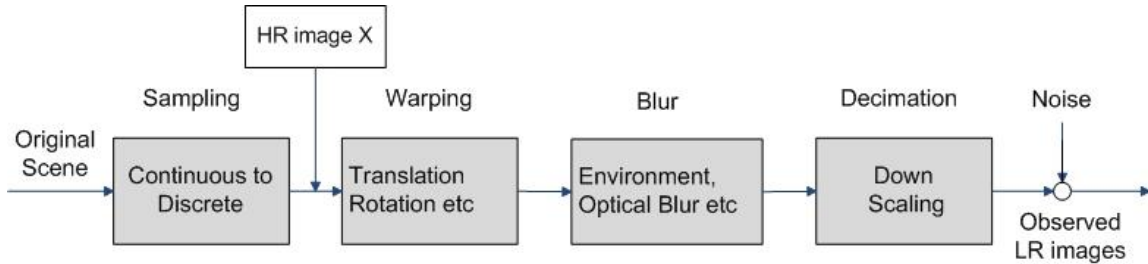 HR image X
Sampling
Warping
Blur
Decimation
Noise
Original
Scene
Continuous to
Discrete
Translation
Rotation etc
Environment,
Optical Blur etc
Down
Scaling
Observed
LR images